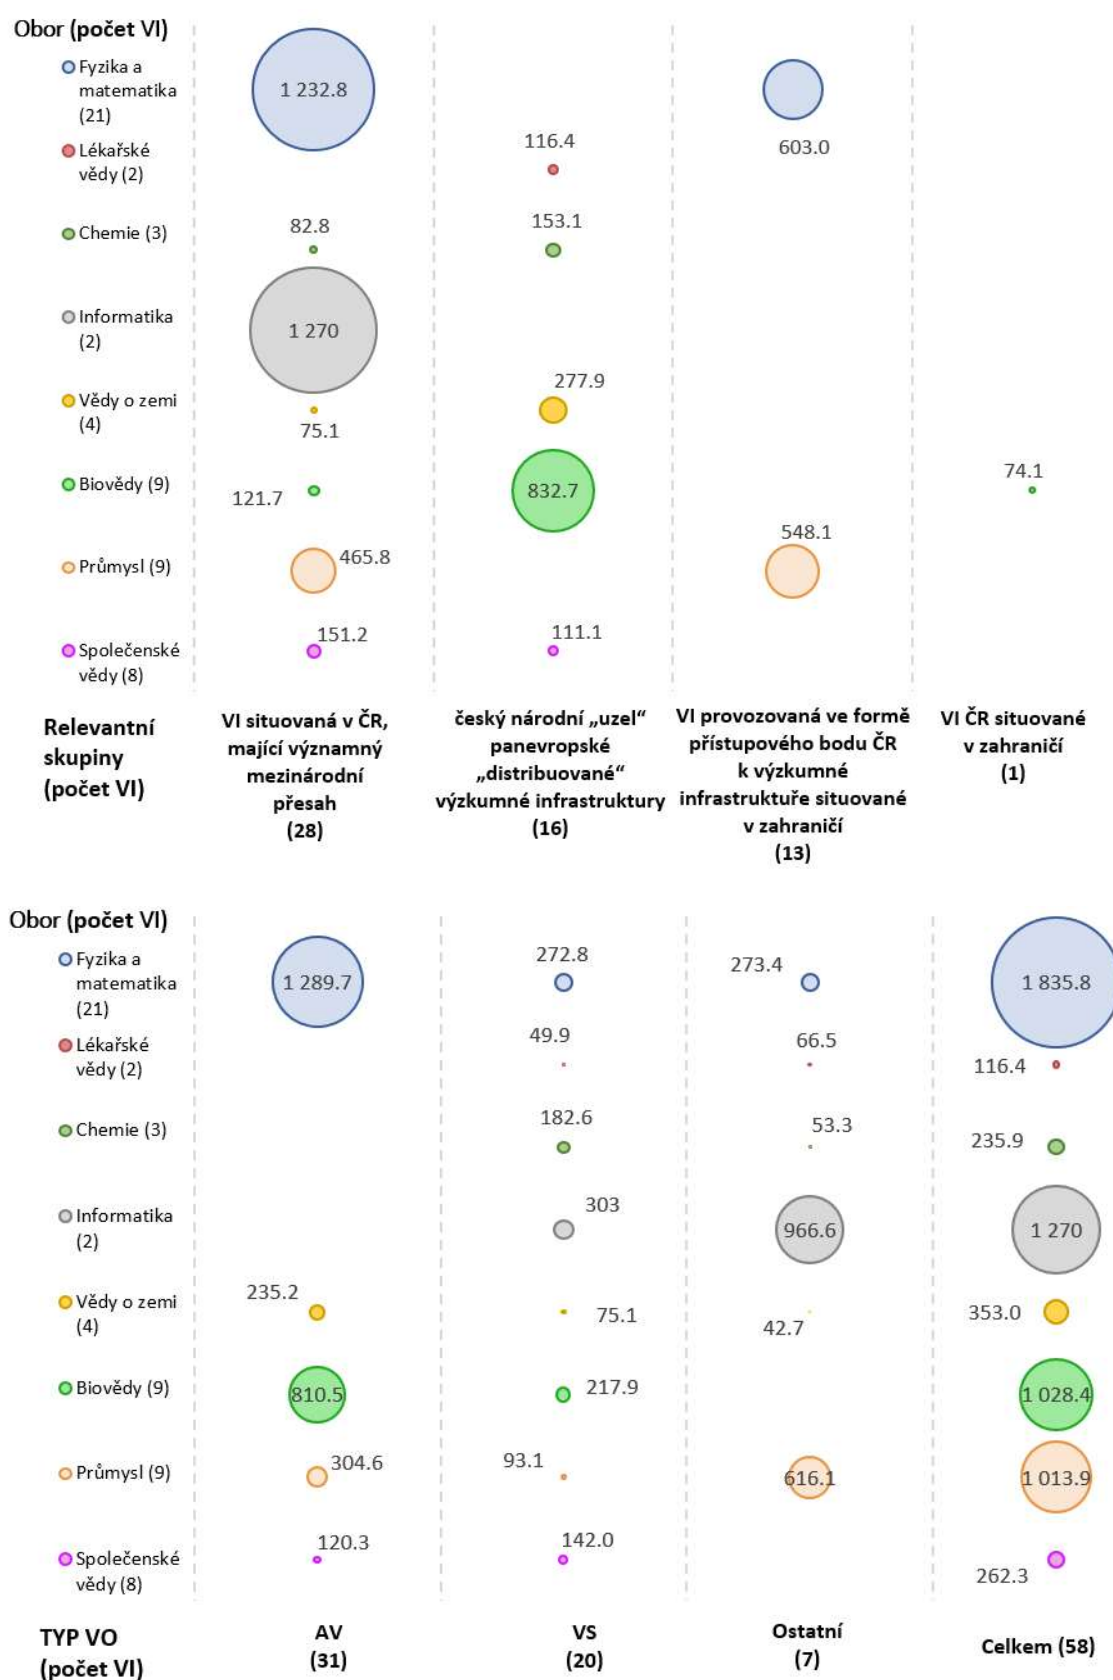 Obor (počet VI)
Fyzika a
matematika
(21)
1 232.8
603.0
Lékařské
vědy (2)
116.4
Chemie (3)
82.8
153.1
Informatika
(2)
1 270
Vědy o zemi
(4)
75.1
277.9
Biovědy (9)
121.7
832.7
74.1
Průmysl (9)
465.8
548.1
Společenské
vědy (8)
151.2
111.1
Relevantní
skupiny
(počet VI)
VI situovaná v ČR,
mající významný
mezinárodní
přesah
(28)
český národní „uzel“
panevropské
„distribuované“
výzkumné infrastruktury
(16)
VI provozovaná ve formě
přístupového bodu ČR
k výzkumné
infrastruktuře situované
v zahraničí
(13)
VI ČR situované
v zahraničí
(1)
Obor (počet VI)
Fyzika a
matematika
(21)
1 289.7
272.8
273.4
1 835.8
Lékařské
vědy (2)
49.9
66.5
116.4
Chemie (3)
182.6
53.3
235.9
Informatika
(2)
303
966.6
1 270
Vědy o zemi
(4)
235.2
75.1
42.7
353.0
Biovědy (9)
810.5
217.9
1 028.4
Průmysl (9)
304.6
93.1
616.1
1 013.9
Společenské
vědy (8)
120.3
142.0
262.3
TYP VO
(počet VI)
AV
(31)
VS
(20)
Ostatní
(7)
Celkem (58)